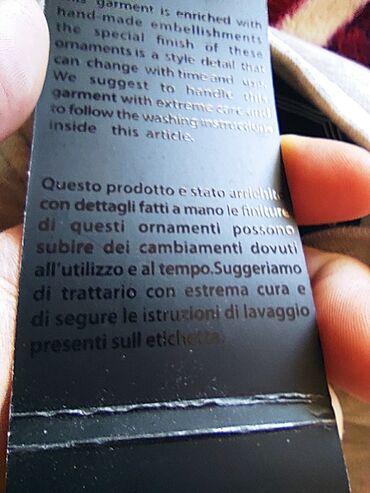 This garment is enriched with
hand-made embellishments
the special finish of these
ornaments is a style detail that
can change with time and use.
We suggest to handle this
garment with extreme care and
to follow the washing instructions
inside this article.
Questo prodotto e stato arrichito
con dettagli fatti a mano le finiture
di questi ornamenti possono
subire dei cambiamenti dovuti
all'utilizzo e al tempo.Suggeriamo
di trattario con estrema cura e
di segure le istruzioni di lavaggio
presenti sull etichetta.